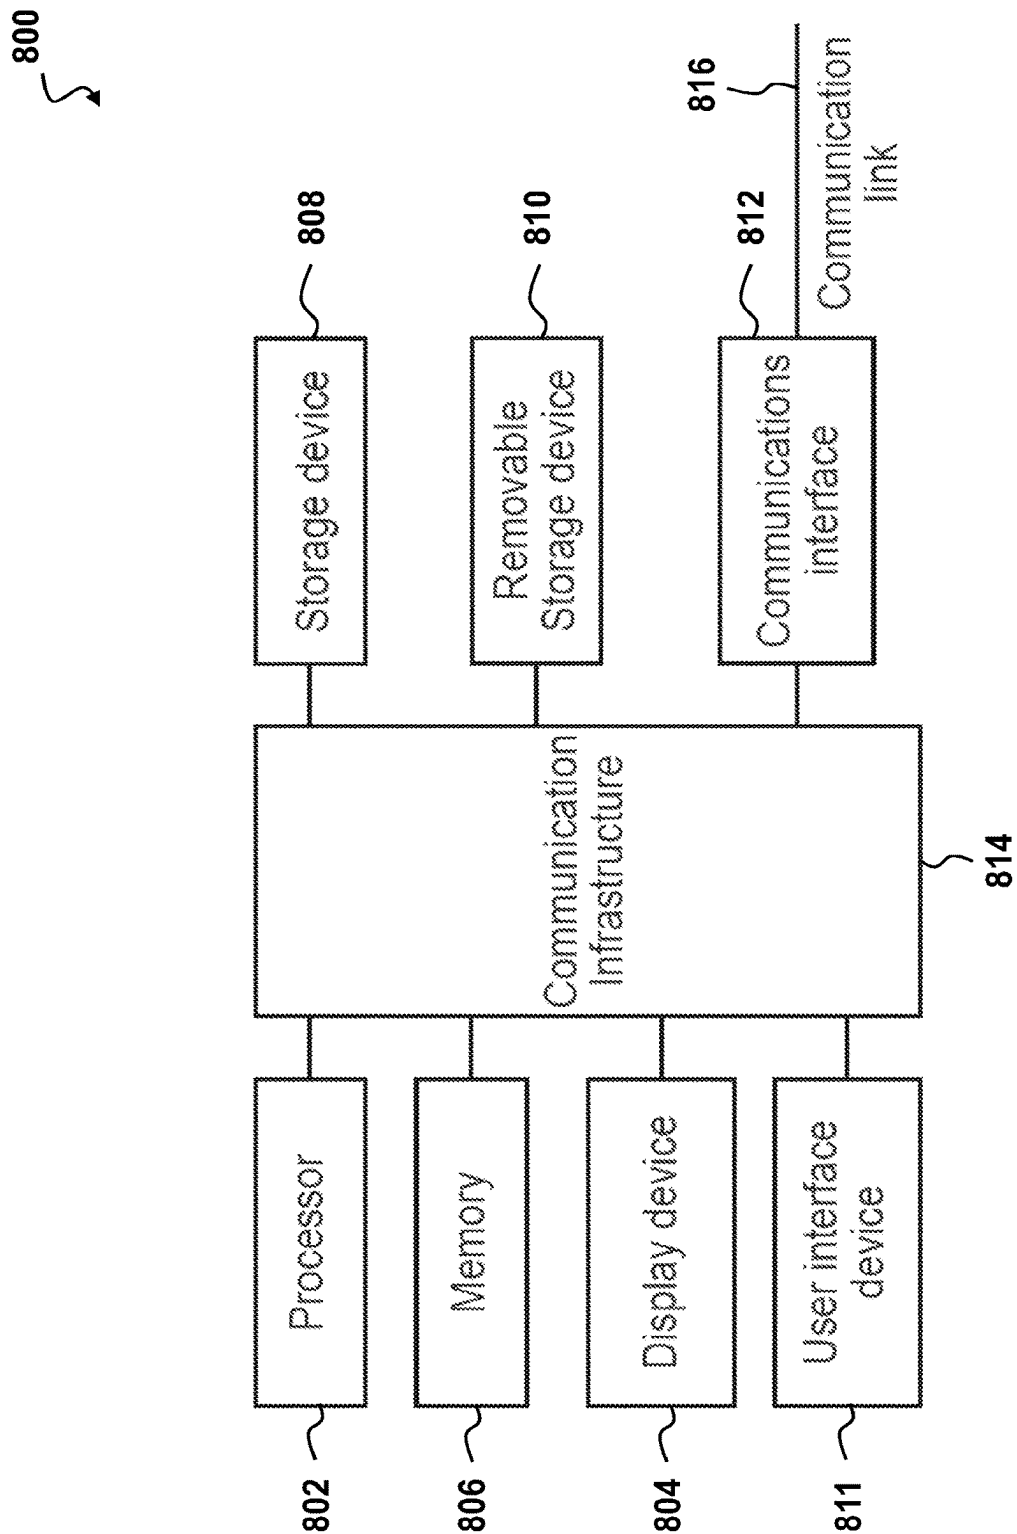 800
802
Processor
806
Memory
804
Display device
811
User interface
device
Communication
Infrastructure
814
Storage device
808
Removable
Storage device
810
Communications
interface
812
816
Communication
link